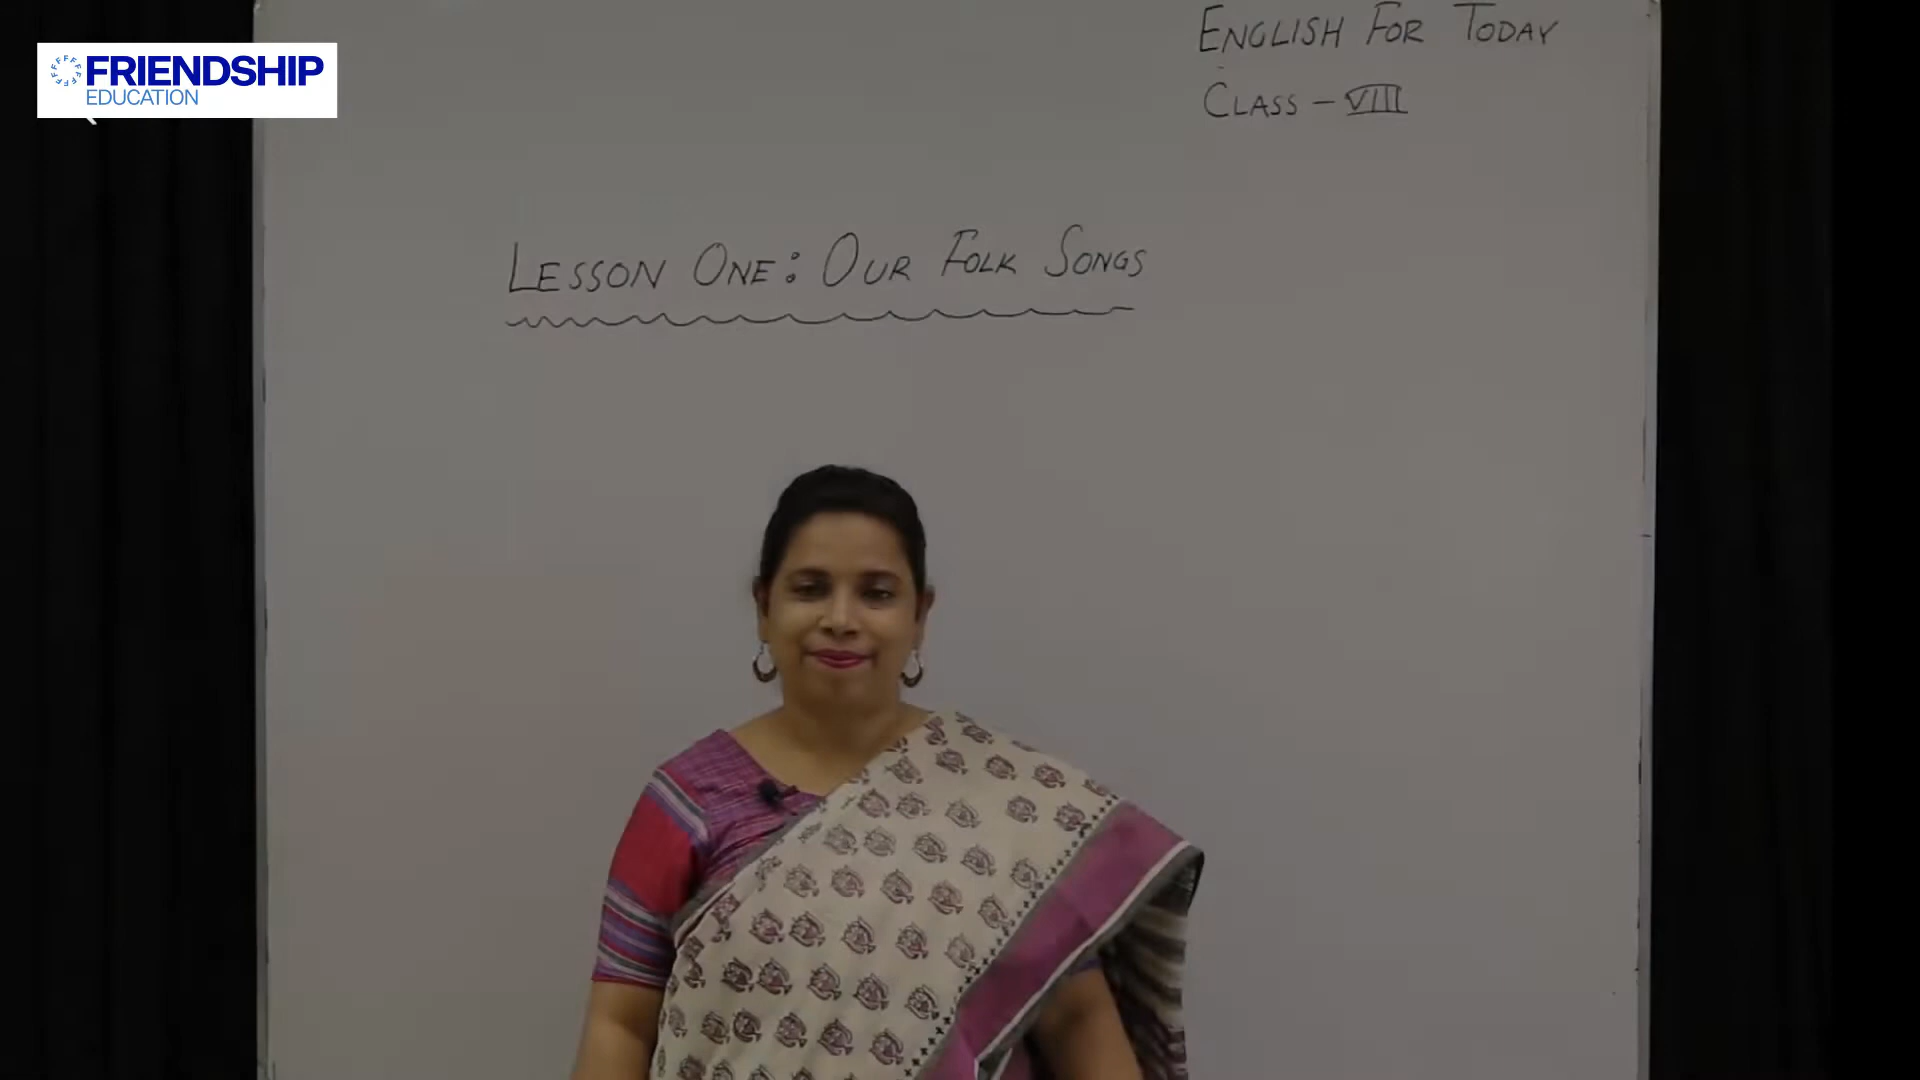 FRIENDSHIP
EDUCATION
ENGLISH FOR TODAY
CLASS - VIII
LESSON ONE: OUR FOLK SONGS